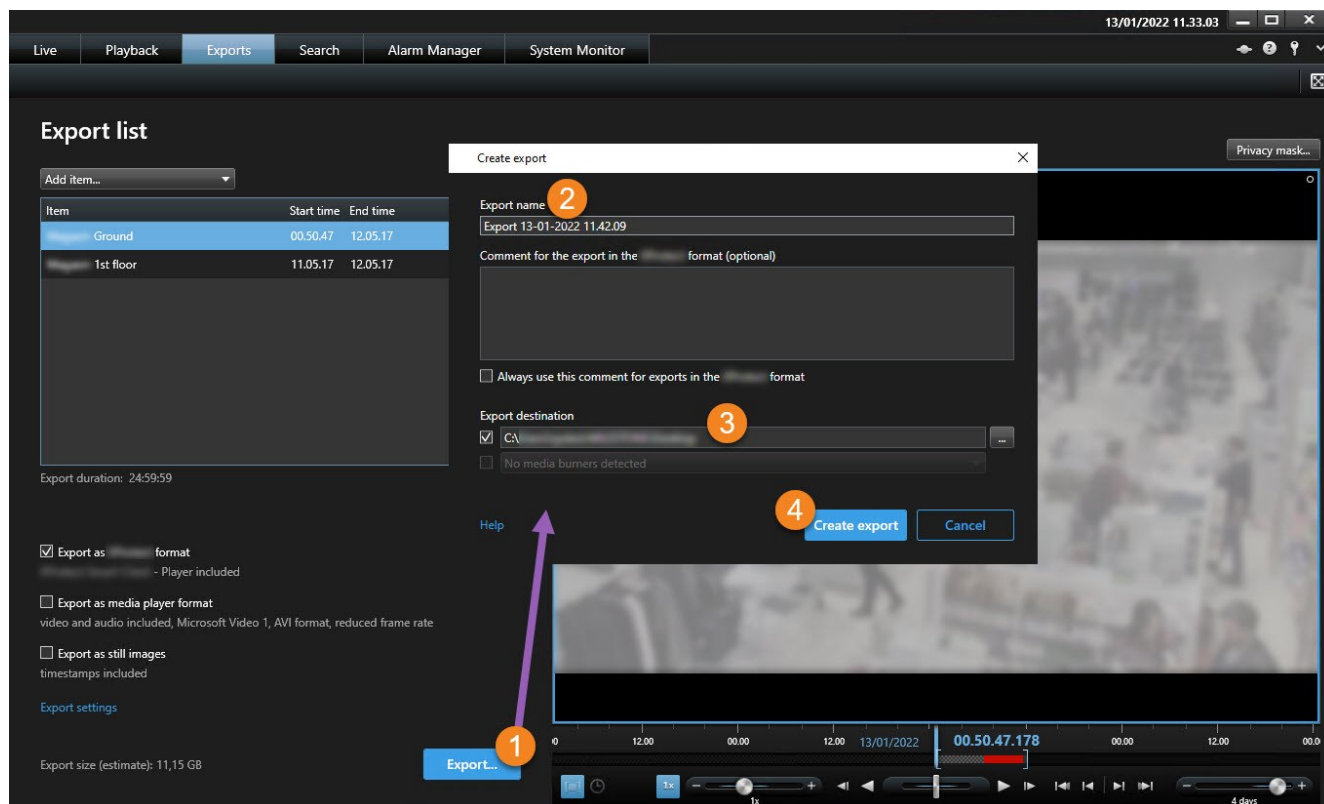 13/01/2022 11.33.03
Live Playback Exports Search Alarm Manager System Monitor
Export list
Privacy mask...
Add item...
Item Start time End time
Ground 00.50.47 12.05.17
1st floor 11.05.17 12.05.17
Export duration: 24:59:59
Export as format
- Player included
Export as media player format
video and audio included, Microsoft Video 1, AVI format, reduced frame rate
Export as still images
timestamps included
Export settings
Export size (estimate): 11,15 GB
Export...
1
Create export
Export name
2
Export 13-01-2022 11.42.09
Comment for the export in the format (optional)
Always use this comment for exports in the format
Export destination
3
C:\
...
No media burners detected
Help
4
Create export
Cancel
12.00 00.00 12.00 13/01/2022 00.50.47.178 00.00 12.00
1x
1x
4 days